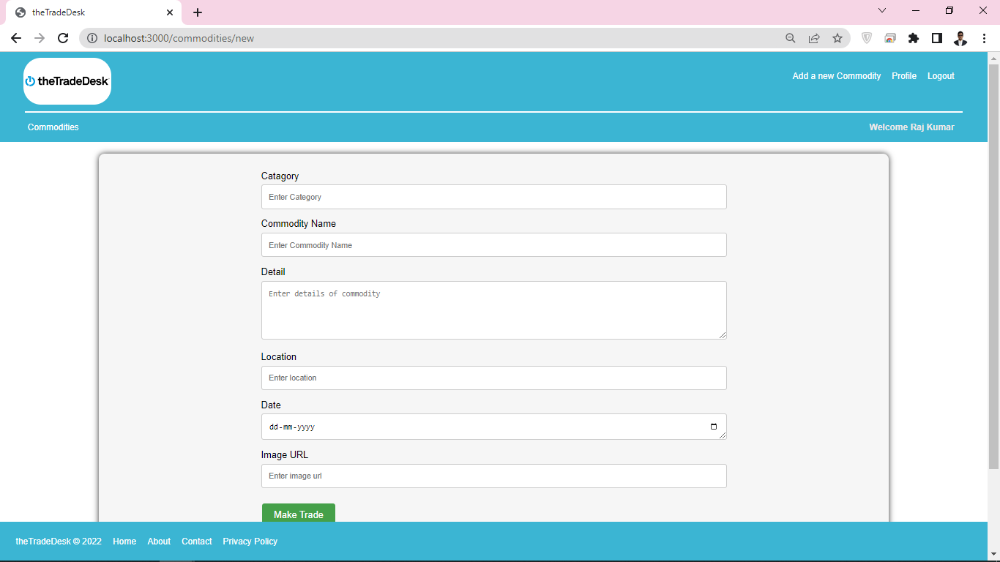 theTradeDesk
localhost:3000/commodities/new
theTradeDesk
Add a new Commodity Profile Logout
Commodities Welcome Raj Kumar
Catagory
Enter Category
Commodity Name
Enter Commodity Name
Detail
Enter details of commodity
Location
Enter location
Date
dd-mm-yyyy
Image URL
Enter image url
Make Trade
theTradeDesk © 2022 Home About Contact Privacy Policy